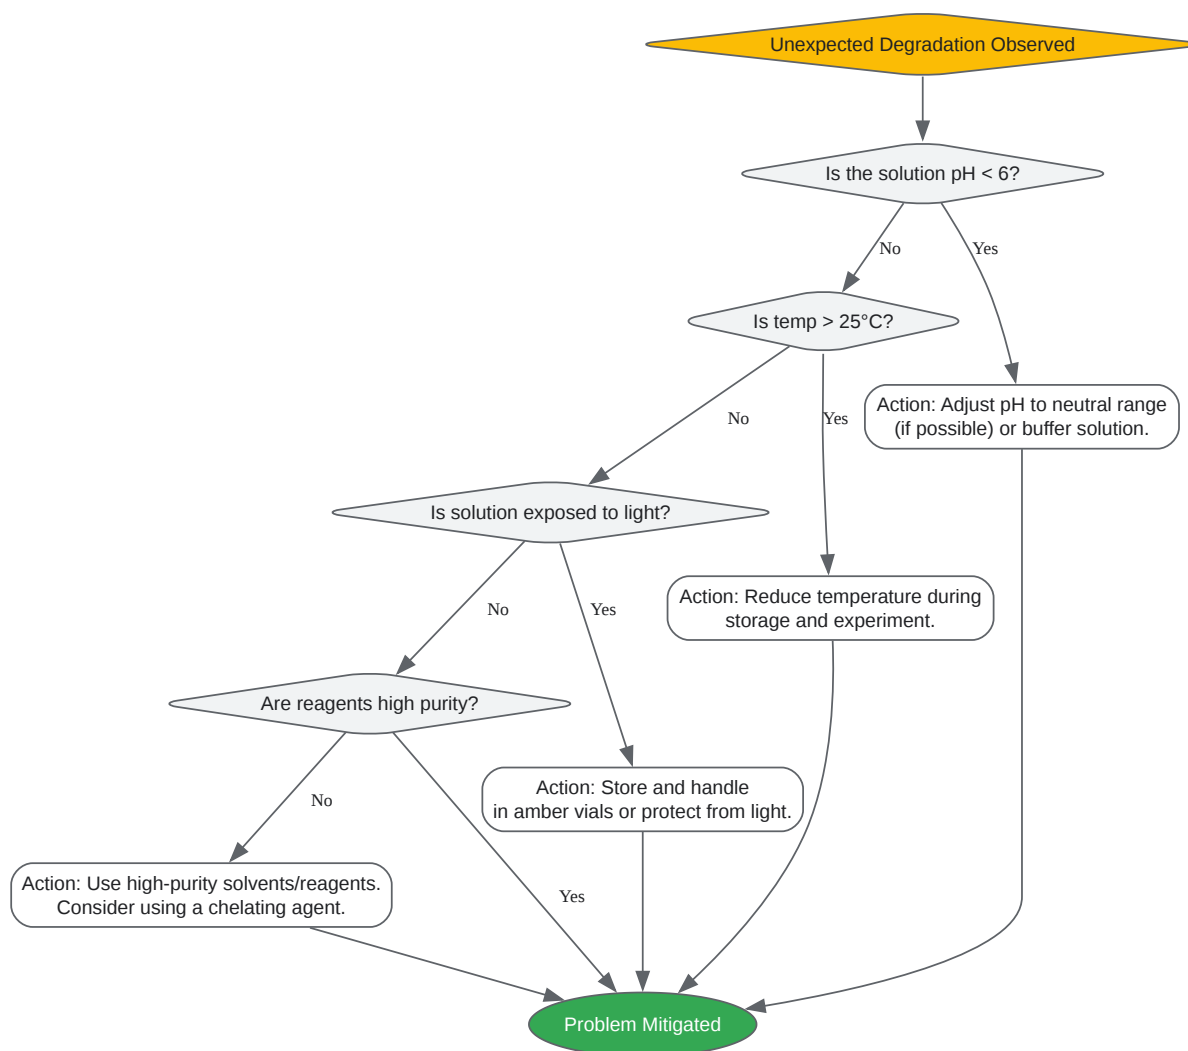 Unexpected Degradation Observed
Is the solution pH < 6?
No
Yes
Is temp > 25°C?
No
Yes
Action: Adjust pH to neutral range
(if possible) or buffer solution.
Is solution exposed to light?
No
Yes
Action: Reduce temperature during
storage and experiment.
Are reagents high purity?
No
Yes
Action: Store and handle
in amber vials or protect from light.
Action: Use high-purity solvents/reagents.
Consider using a chelating agent.
Problem Mitigated